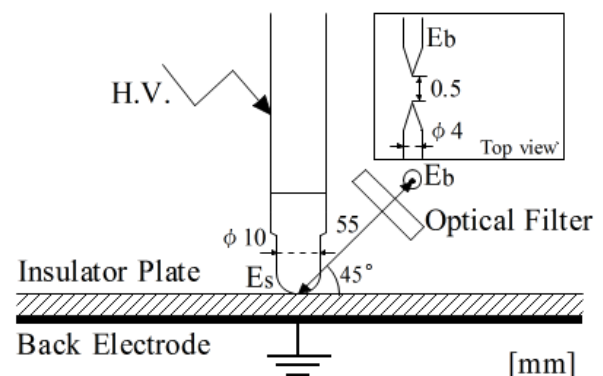 Eb
0.5
H.V.
φ 4
Top view
Eb
Optical Filter
55
φ 10
Es
45°
Insulator Plate
Back Electrode
[mm]